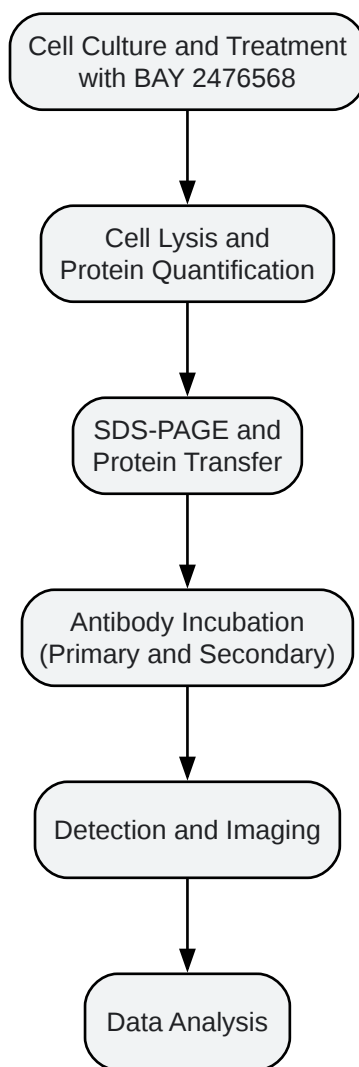 Cell Culture and Treatment
with BAY 2476568
Cell Lysis and
Protein Quantification
SDS-PAGE and
Protein Transfer
Antibody Incubation
(Primary and Secondary)
Detection and Imaging
Data Analysis